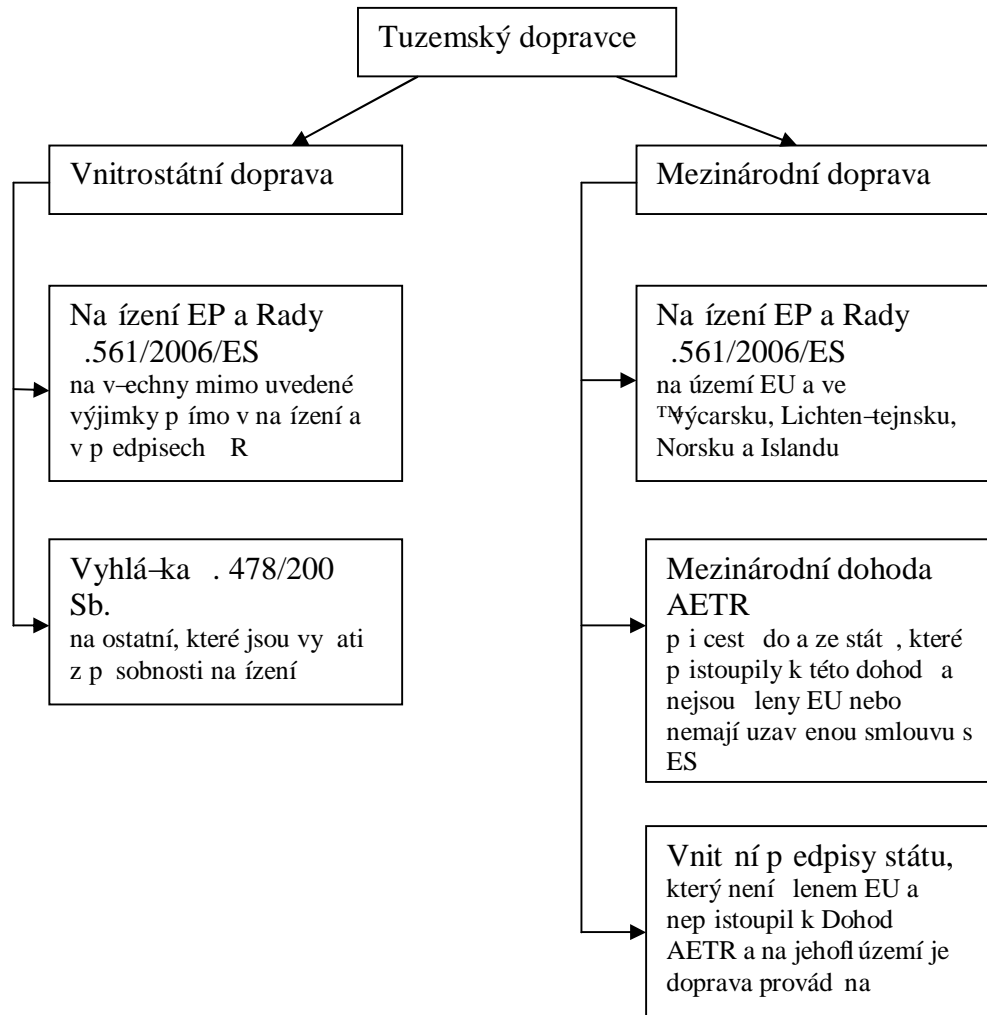 Tuzemský dopravce
Vnitrostátní doprava
Na ízení EP a Rady
.561/2006/ES
na v–echny mimo uvedené
výjimky p ímo v na ízení a
v p edpisech R
Vyhlá–ka . 478/200
Sb.
na ostatní, které jsou vy ati
z p sobnosti na ízení
Mezinárodní doprava
Na ízení EP a Rady
.561/2006/ES
na území EU a ve
™výcarsku, Lichten–tejnsku,
Norsku a Islandu
Mezinárodní dohoda
AETR
p i cest do a ze stát , které
p istoupily k této dohod a
nejsou leny EU nebo
nemají uzav enou smlouvu s
ES
Vnit ní p edpisy státu,
který není lenem EU a
nep istoupil k Dohod
AETR a na jehoﬂ území je
doprava provád na